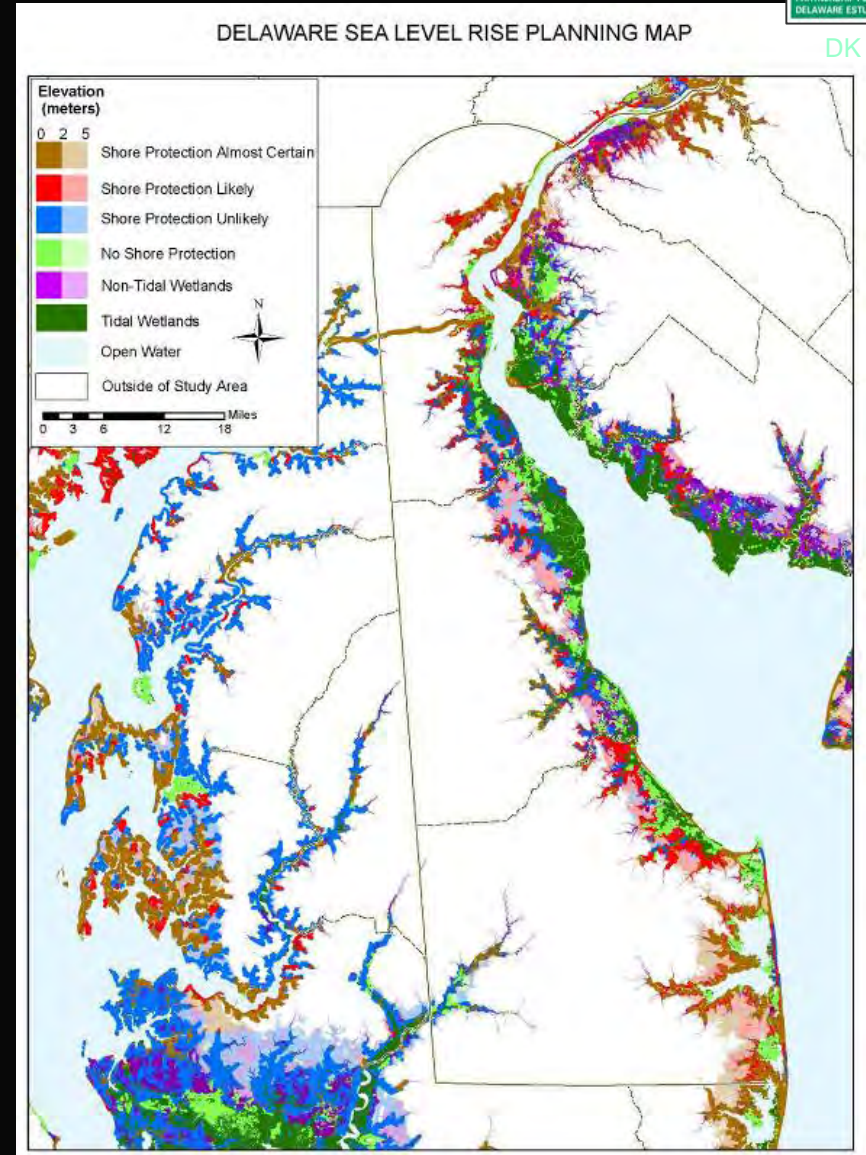 DELAWARE ESTU
DELAWARE SEA LEVEL RISE PLANNING MAP
DK
Elevation
(meters)
0 2 5
Shore Protection Almost Certain
Shore Protection Likely
Shore Protection Unlikely
No Shore Protection
Non-Tidal Wetlands
Tidal Wetlands
Open Water
Outside of Study Area
N
Miles
0 3 6 12 18